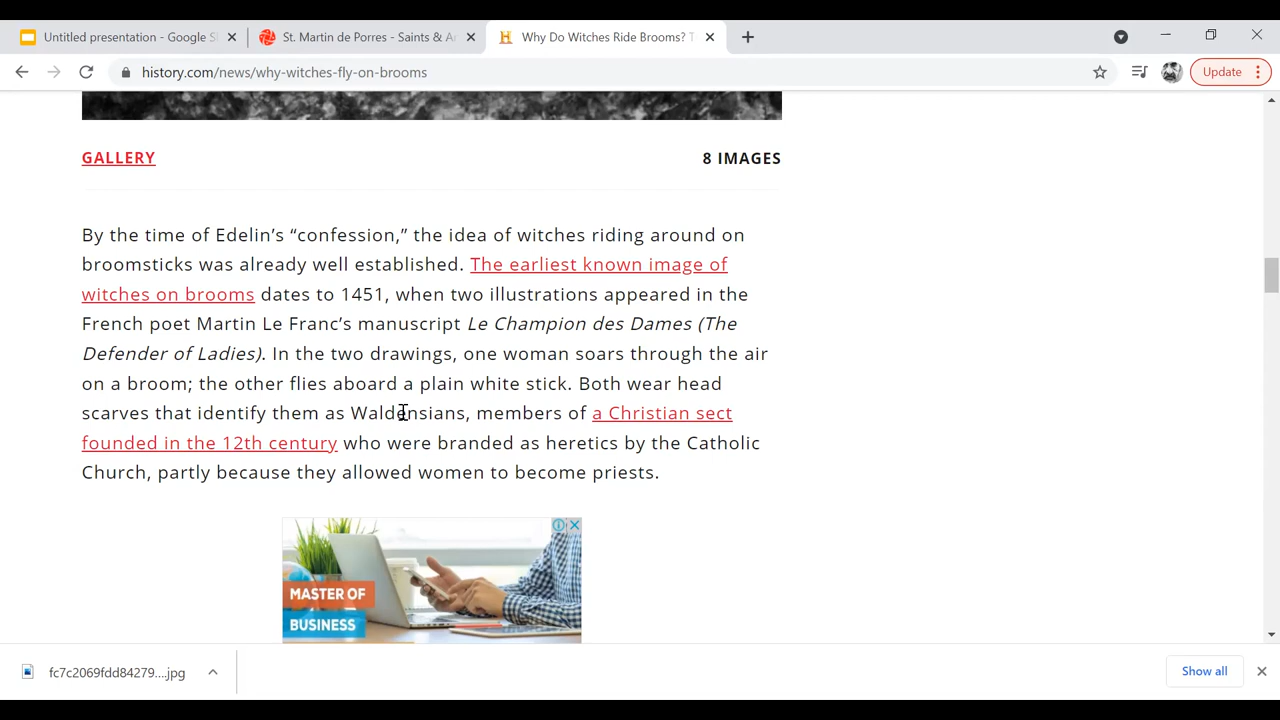 Untitled presentation - Google S
St. Martin de Porres - Saints & A
Why Do Witches Ride Brooms? T
history.com/news/why-witches-fly-on-brooms
Update
GALLERY
8 IMAGES
By the time of Edelin’s “confession,” the idea of witches riding around on
broomsticks was already well established. The earliest known image of
witches on brooms dates to 1451, when two illustrations appeared in the
French poet Martin Le Franc’s manuscript Le Champion des Dames (The
Defender of Ladies). In the two drawings, one woman soars through the air
on a broom; the other flies aboard a plain white stick. Both wear head
scarves that identify them as Waldensians, members of a Christian sect
founded in the 12th century who were branded as heretics by the Catholic
Church, partly because they allowed women to become priests.
MASTER OF
BUSINESS
fc7c2069fdd84279....jpg
Show all